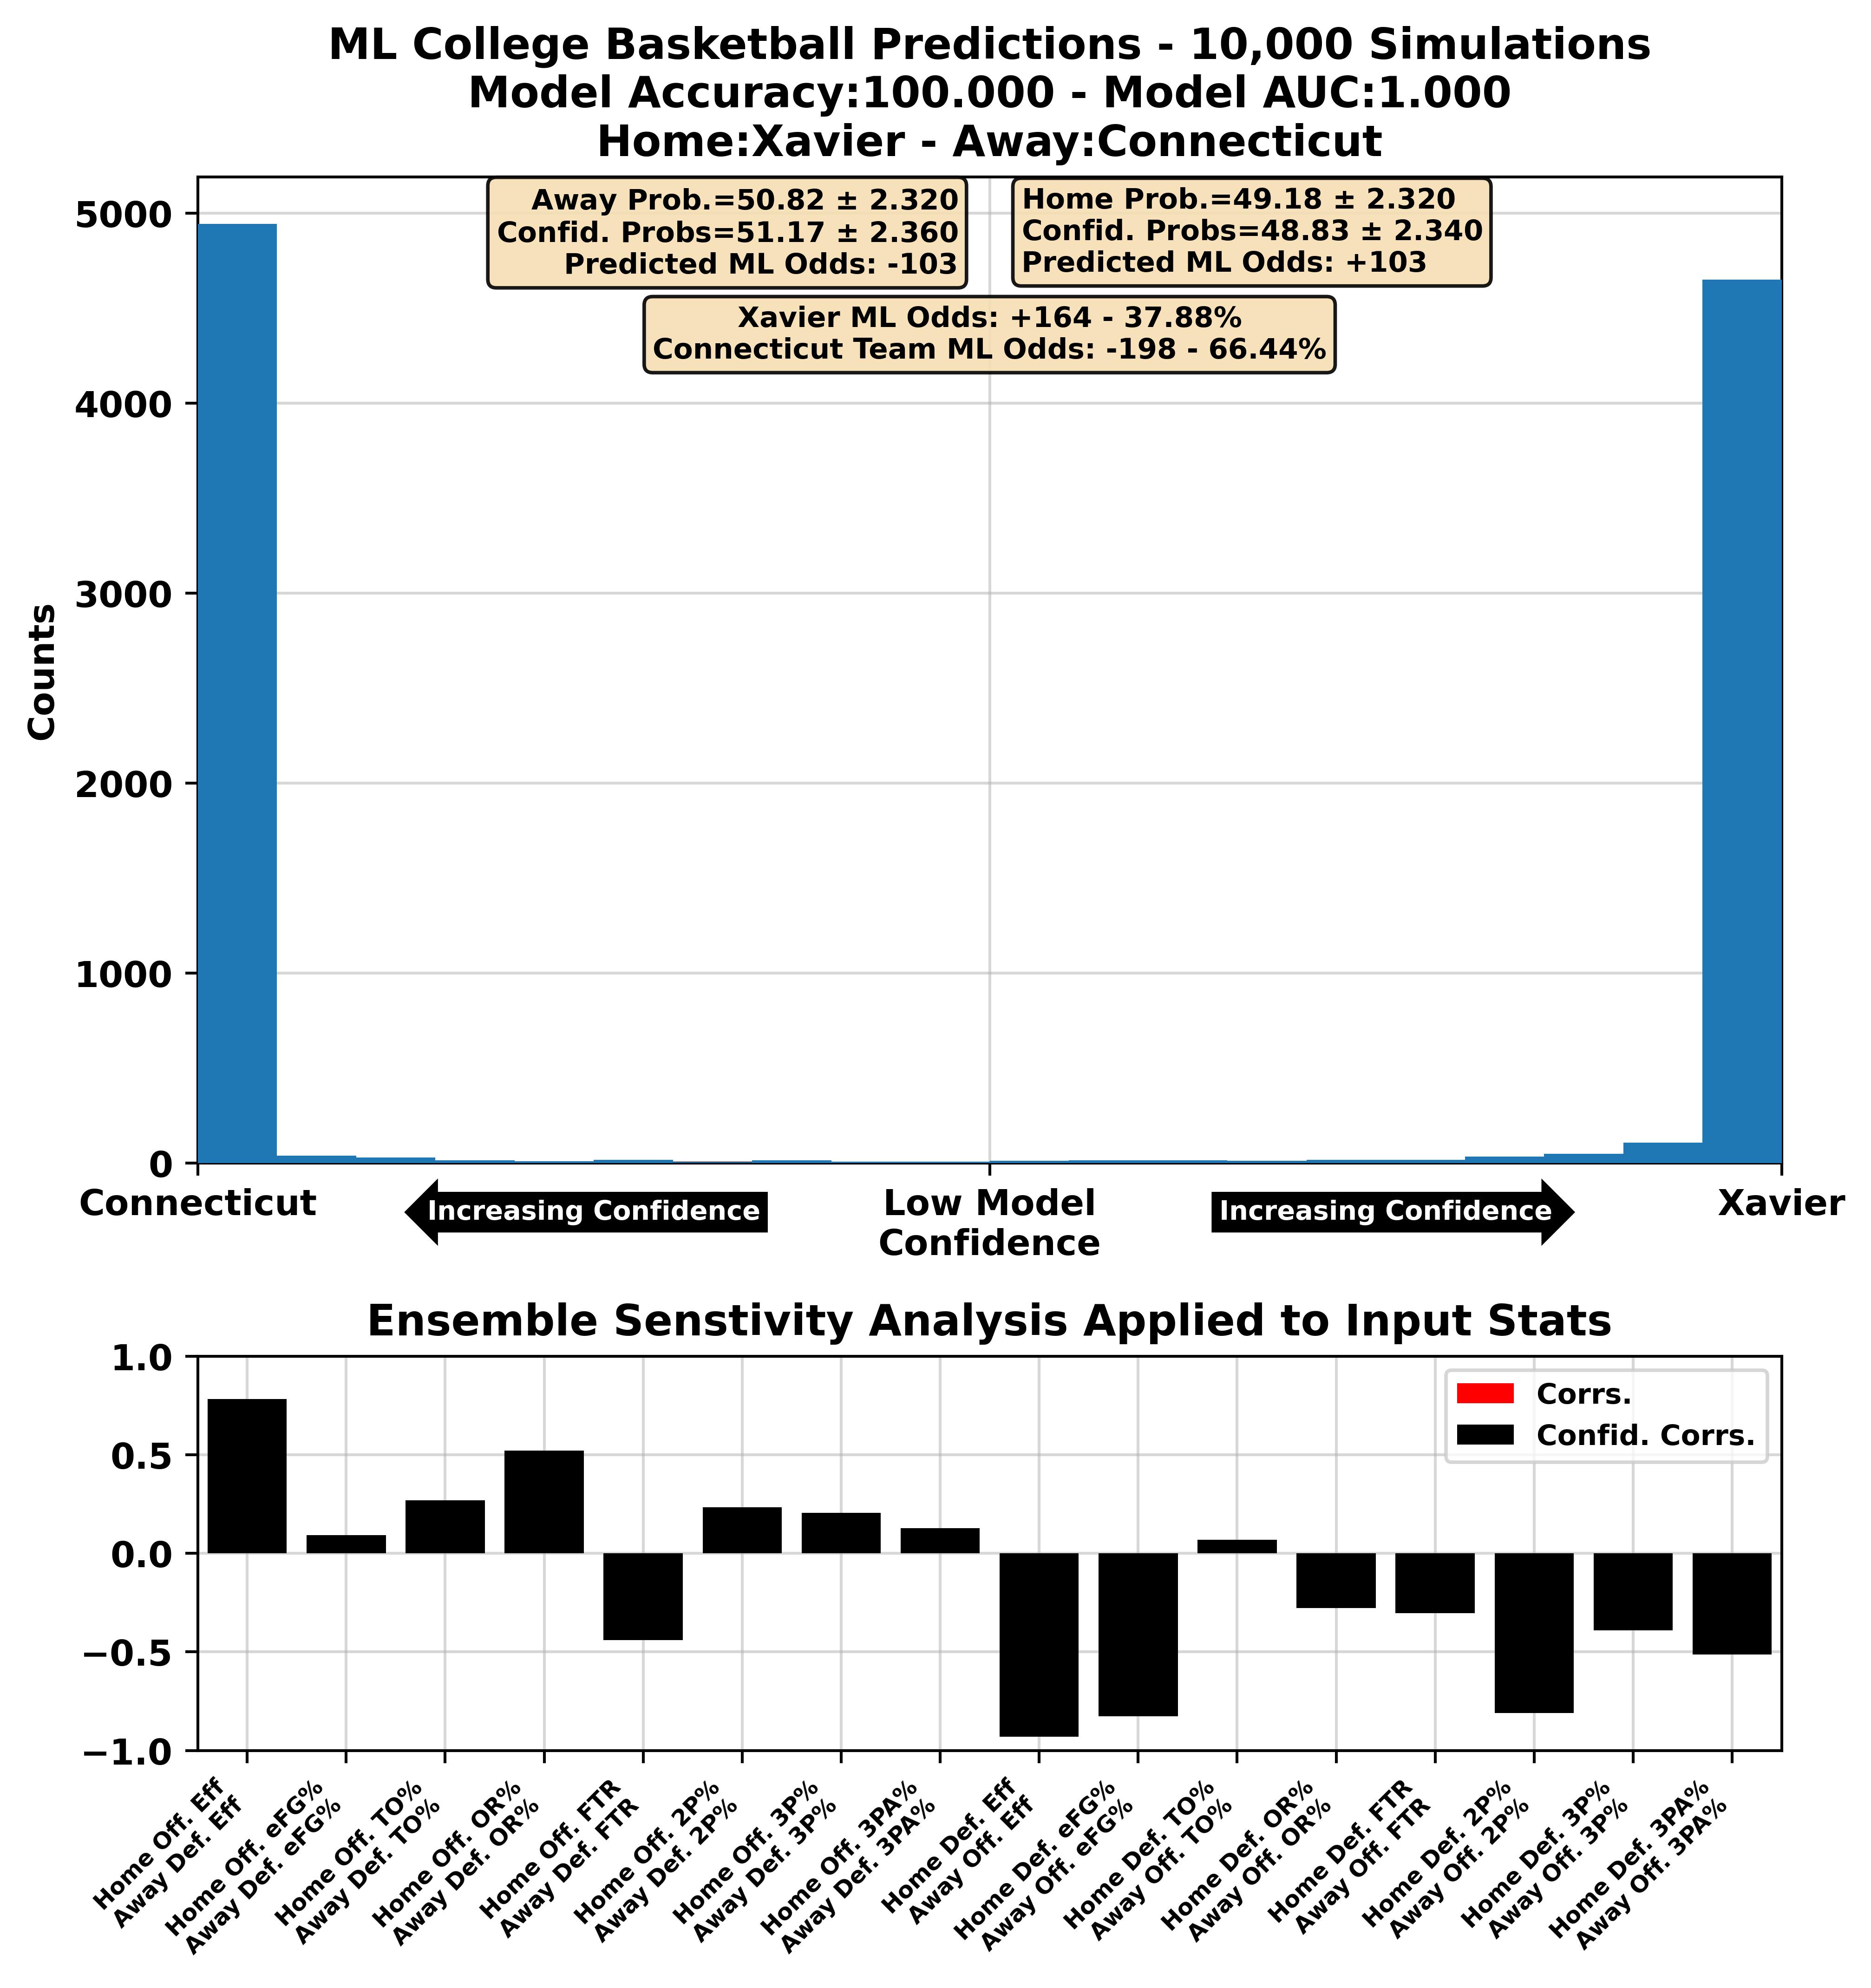 ML College Basketball Predictions - 10,000 Simulations
Model Accuracy:100.000 - Model AUC:1.000
Home:Xavier - Away:Connecticut
Away Prob.=50.82 ± 2.320
Confid. Probs=51.17 ± 2.360
Predicted ML Odds: -103
Home Prob.=49.18 ± 2.320
Confid. Probs=48.83 ± 2.340
Predicted ML Odds: +103
Xavier ML Odds: +164 - 37.88%
Connecticut Team ML Odds: -198 - 66.44%
Counts
5000
4000
3000
2000
1000
0
Connecticut
Increasing Confidence
Low Model
Confidence
Increasing Confidence
Xavier
Ensemble Senstivity Analysis Applied to Input Stats
1.0
0.5
0.0
−0.5
−1.0
Corrs.
Confid. Corrs.
Home Off. Eff
Away Def. Eff
Home Off. eFG%
Away Def. eFG%
Home Off. TO%
Away Def. TO%
Home Off. OR%
Away Def. OR%
Home Off. FTR
Away Def. FTR
Home Off. 2P%
Away Def. 2P%
Home Off. 3P%
Away Def. 3P%
Home Off. 3PA%
Away Def. 3PA%
Home Def. Eff
Away Off. Eff
Home Def. eFG%
Away Off. eFG%
Home Def. TO%
Away Off. TO%
Home Def. OR%
Away Off. OR%
Home Def. FTR
Away Off. FTR
Home Def. 2P%
Away Off. 2P%
Home Def. 3P%
Away Off. 3P%
Home Def. 3PA%
Away Off. 3PA%